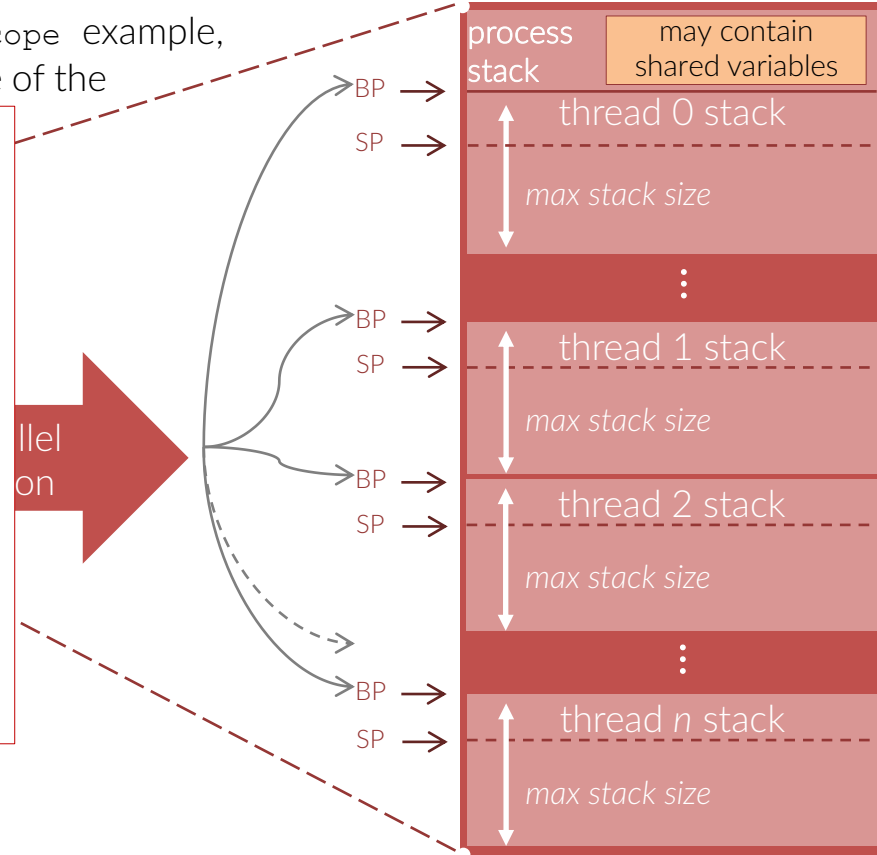 example,
of the
process
stack
may contain
shared variables
BP
thread 0 stack
SP
max stack size
⋮
BP
thread 1 stack
SP
max stack size
BP
thread 2 stack
SP
max stack size
⋮
BP
thread n stack
SP
max stack size